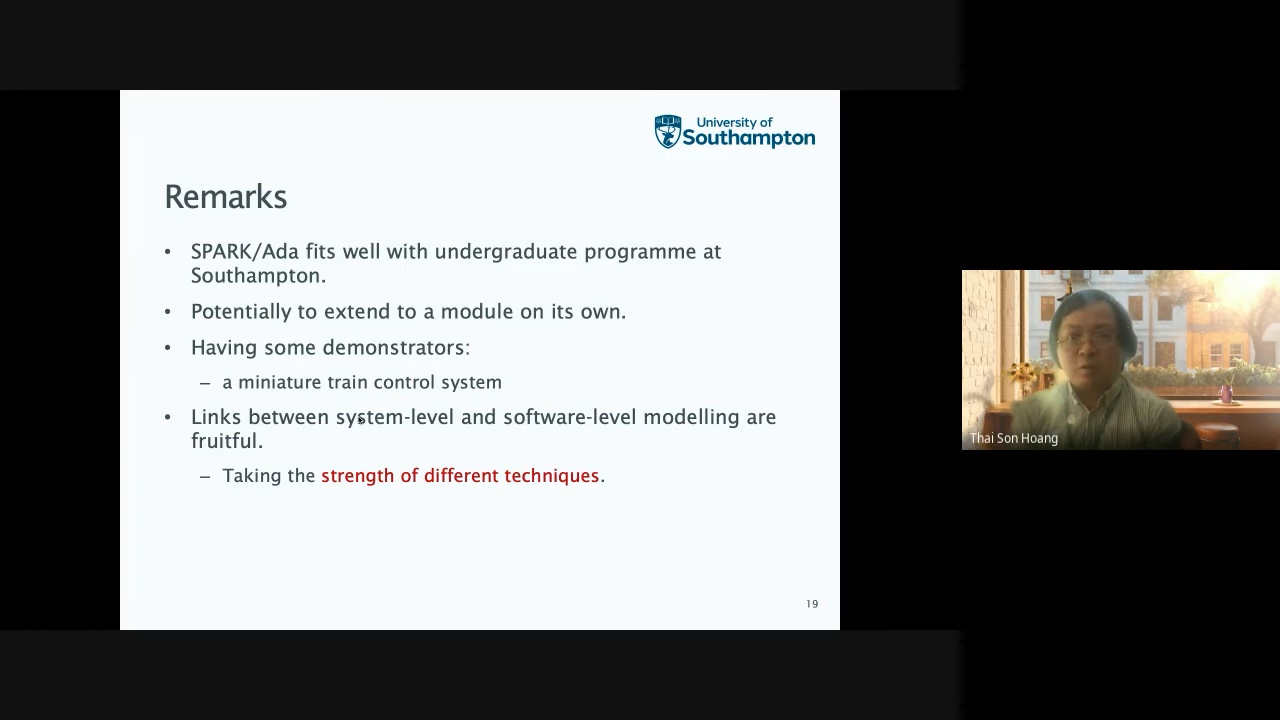 University of
Southampton
Remarks
• SPARK/Ada fits well with undergraduate programme at
Southampton.
• Potentially to extend to a module on its own.
• Having some demonstrators:
– a miniature train control system
• Links between system-level and software-level modelling are
fruitful.
– Taking the strength of different techniques.
19
Thai Son Hoang